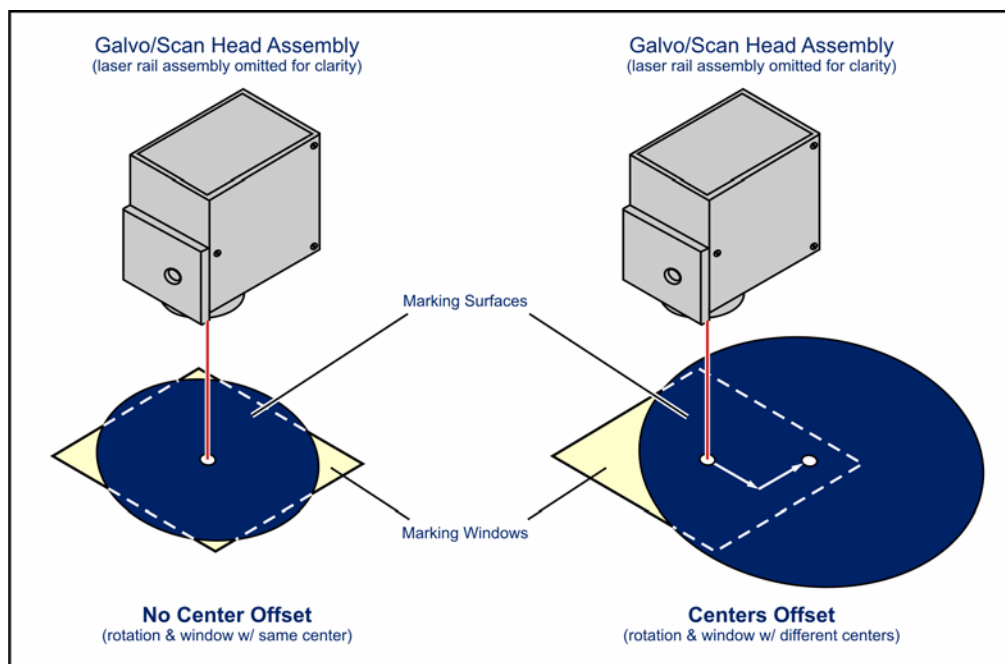 Galvo/Scan Head Assembly
(laser rail assembly omitted for clarity)
Galvo/Scan Head Assembly
(laser rail assembly omitted for clarity)
Marking Surfaces
Marking Windows
No Center Offset
(rotation & window w/ same center)
Centers Offset
(rotation & window w/ different centers)